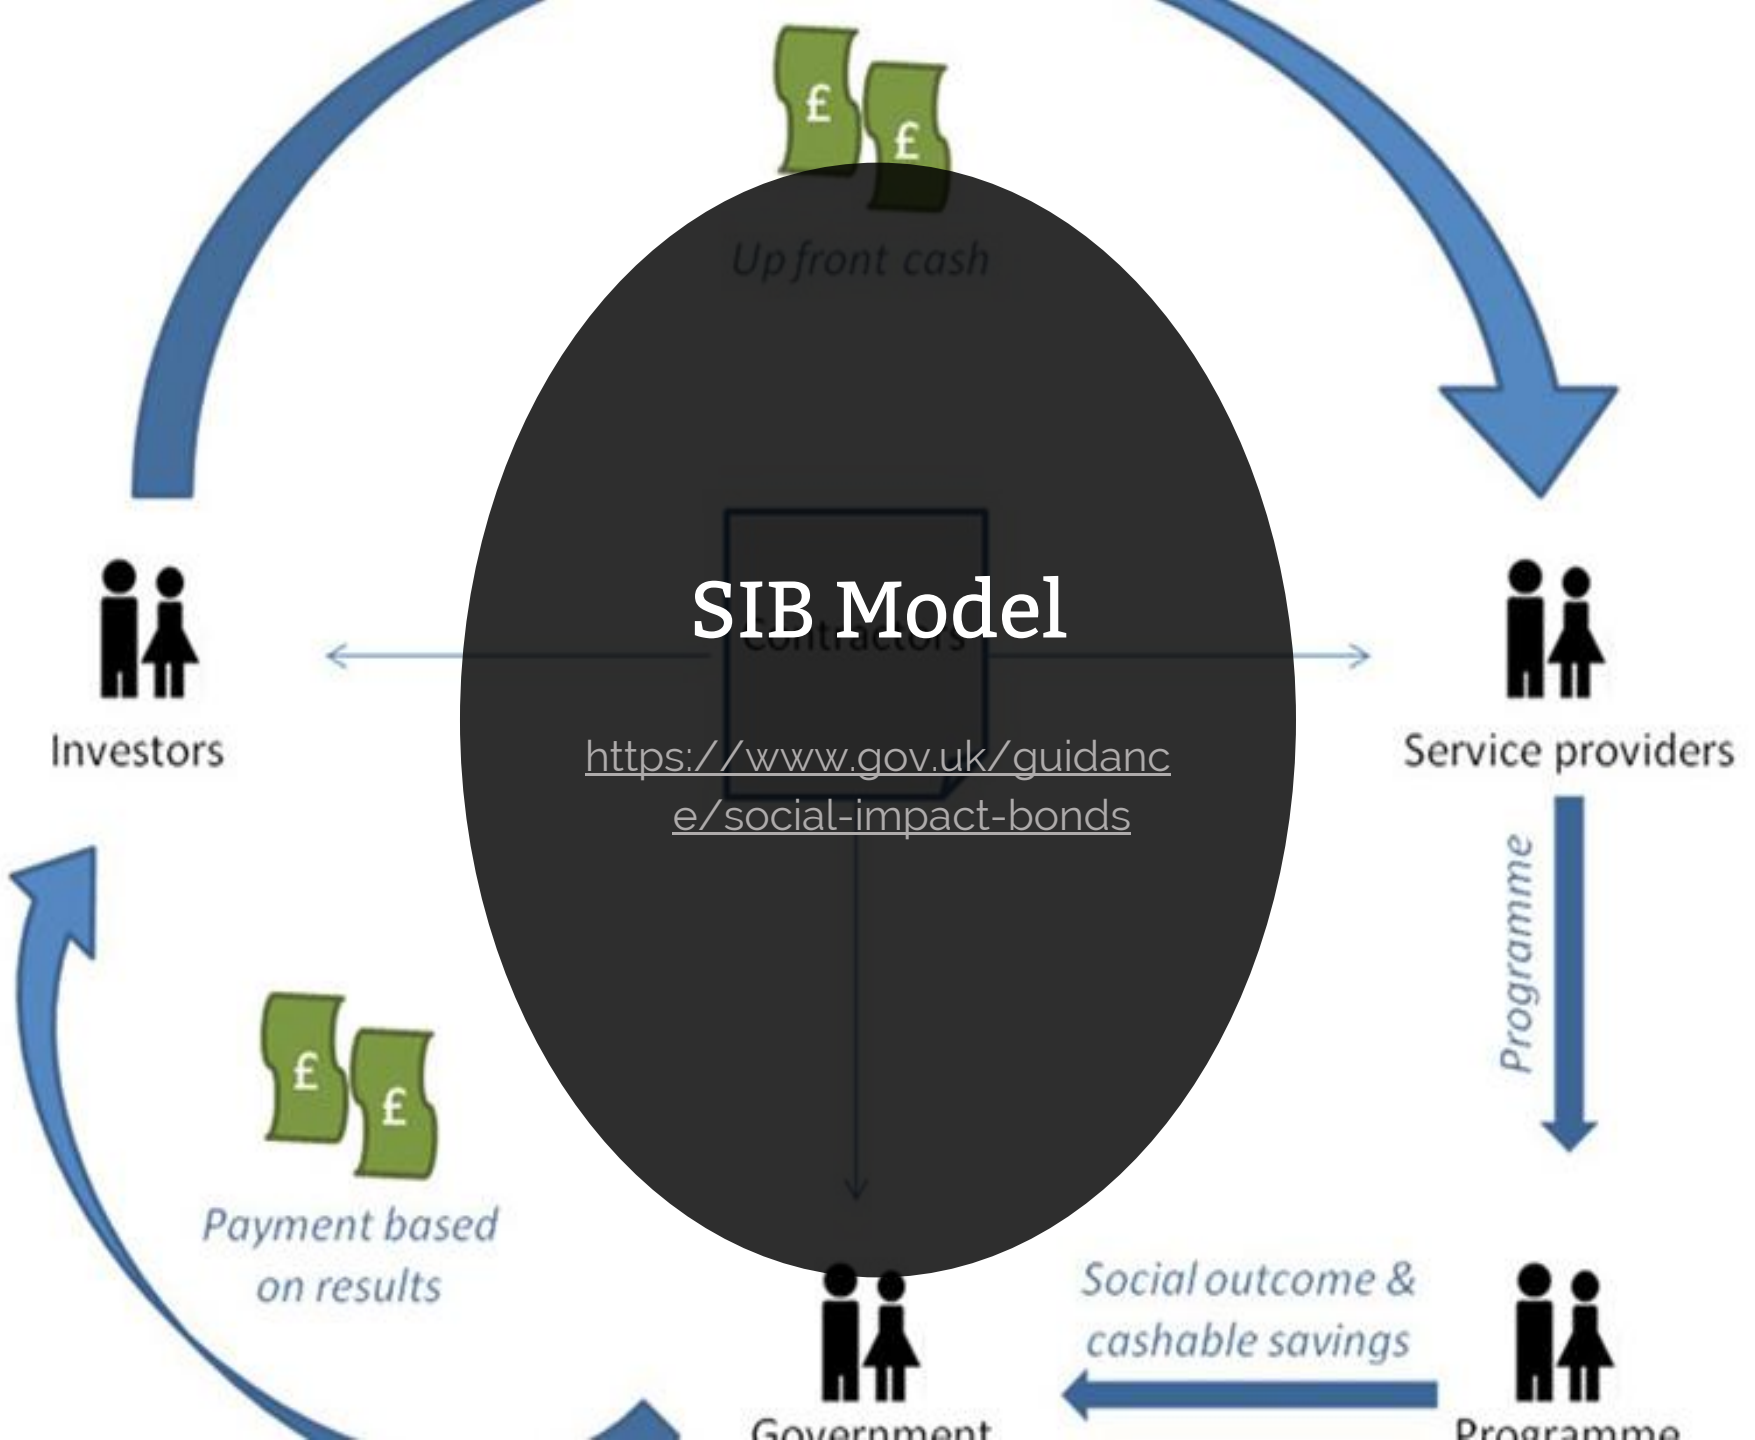 £
£
Up front cash
SIB Model
Contractors
https://www.gov.uk/guidanc
e/social-impact-bonds
Investors
Service providers
Programme
£
£
Payment based
on results
Social outcome &
cashable savings
Government
Programme